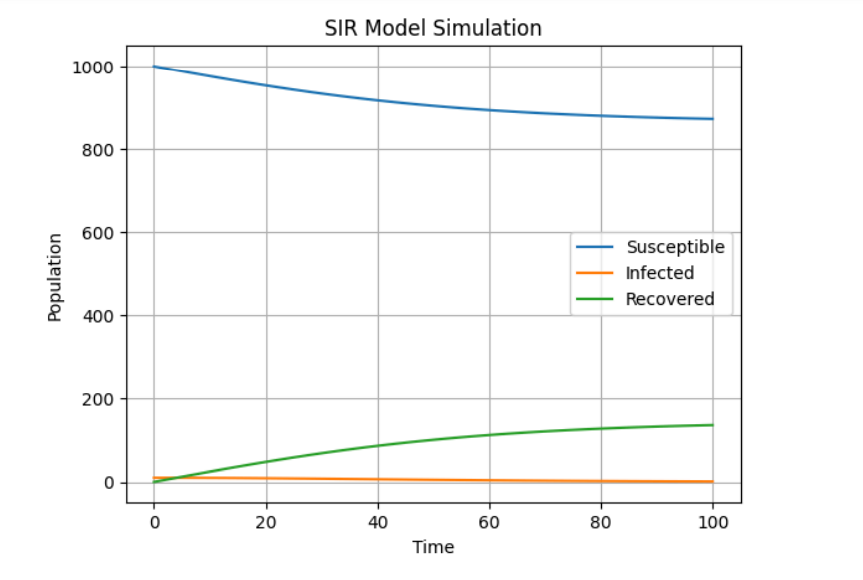 SIR Model Simulation
1000
800
600
400
200
0
Population
Susceptible
Infected
Recovered
0 20 40 60 80 100
Time